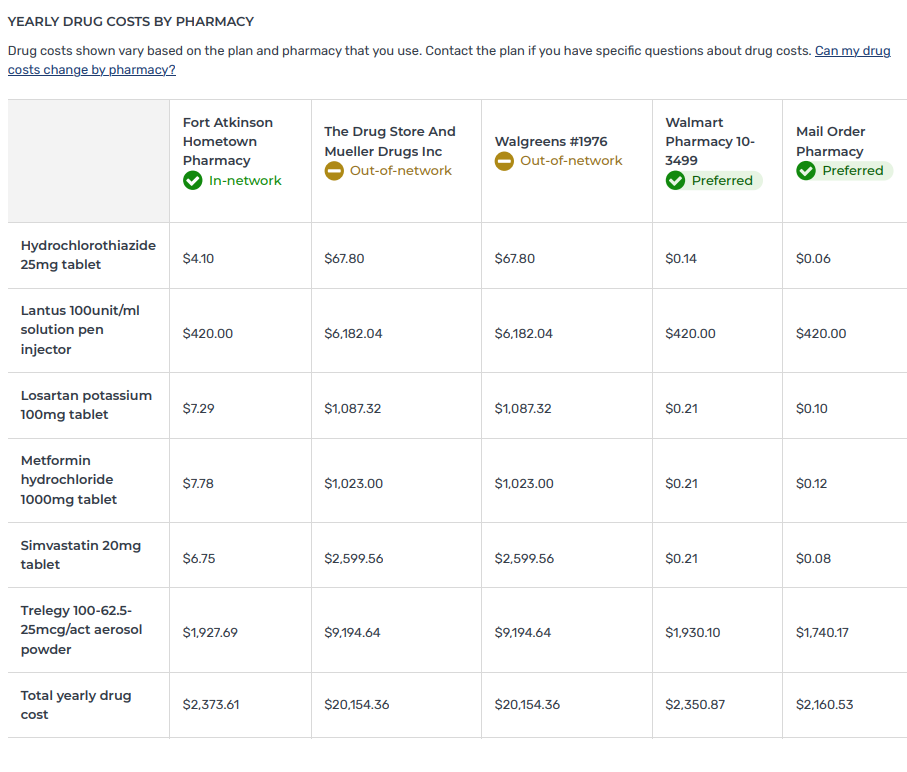 YEARLY DRUG COSTS BY PHARMACY
Drug costs shown vary based on the plan and pharmacy that you use. Contact the plan if you have specific questions about drug costs. Can my drug
costs change by pharmacy?
Fort Atkinson
Hometown
Pharmacy
In-network
The Drug Store And
Mueller Drugs Inc
Out-of-network
Walgreens #1976
Out-of-network
Walmart
Pharmacy 10-
3499
Preferred
Mail Order
Pharmacy
Preferred
Hydrochlorothiazide
25mg tablet
$4.10 $67.80 $67.80 $0.14 $0.06
Lantus 100unit/ml
solution pen
injector
$420.00 $6,182.04 $6,182.04 $420.00 $420.00
Losartan potassium
100mg tablet
$7.29 $1,087.32 $1,087.32 $0.21 $0.10
Metformin
hydrochloride
1000mg tablet
$7.78 $1,023.00 $1,023.00 $0.21 $0.12
Simvastatin 20mg
tablet
$6.75 $2,599.56 $2,599.56 $0.21 $0.08
Trelegy 100-62.5-
25mcg/act aerosol
powder
$1,927.69 $9,194.64 $9,194.64 $1,930.10 $1,740.17
Total yearly drug
cost
$2,373.61 $20,154.36 $20,154.36 $2,350.87 $2,160.53